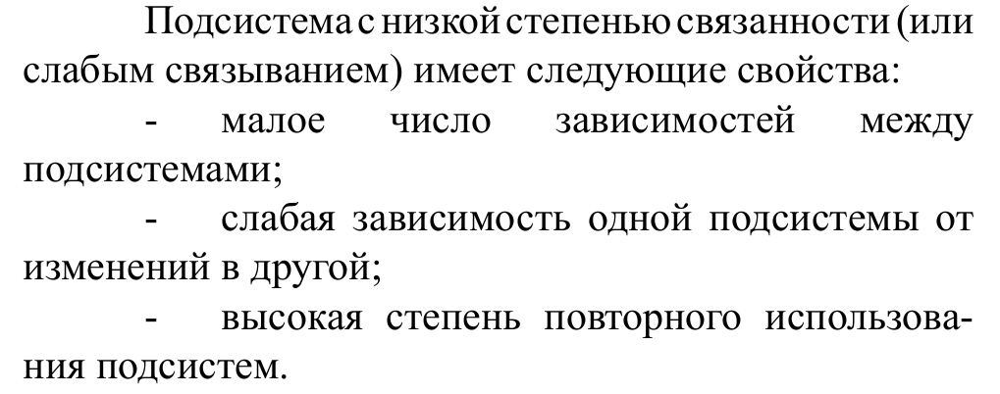 Подсистема с низкой степенью связанности (или
слабым связыванием) имеет следующие свойства:
- малое число зависимостей между
подсистемами;
- слабая зависимость одной подсистемы от
изменений в другой;
- высокая степень повторного использова-
ния подсистем.